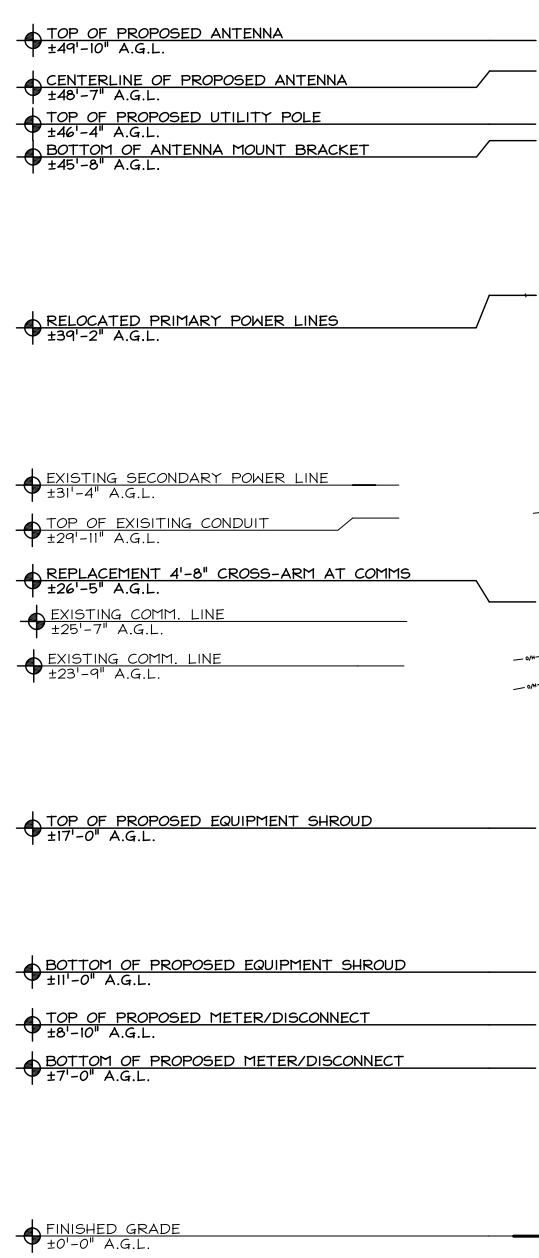 TOP OF PROPOSED ANTENNA
±49'-10" A.G.L.
CENTERLINE OF PROPOSED ANTENNA
±48'-7" A.G.L.
TOP OF PROPOSED UTILITY POLE
±46'-4" A.G.L.
BOTTOM OF ANTENNA MOUNT BRACKET
±45'-8" A.G.L.
RELOCATED PRIMARY POWER LINES
±39'-2" A.G.L.
EXISTING SECONDARY POWER LINE
±31'-4" A.G.L.
TOP OF EXISITING CONDUIT
±29'-11" A.G.L.
REPLACEMENT 4'-8" CROSS-ARM AT COMMS
±26'-5" A.G.L.
EXISTING COMM. LINE
±25'-7" A.G.L.
EXISTING COMM. LINE
±23'-9" A.G.L.
TOP OF PROPOSED EQUIPMENT SHROUD
±17'-0" A.G.L.
BOTTOM OF PROPOSED EQUIPMENT SHROUD
±11'-0" A.G.L.
TOP OF PROPOSED METER/DISCONNECT
±8'-10" A.G.L.
BOTTOM OF PROPOSED METER/DISCONNECT
±7'-0" A.G.L.
FINISHED GRADE
±0'-0" A.G.L.